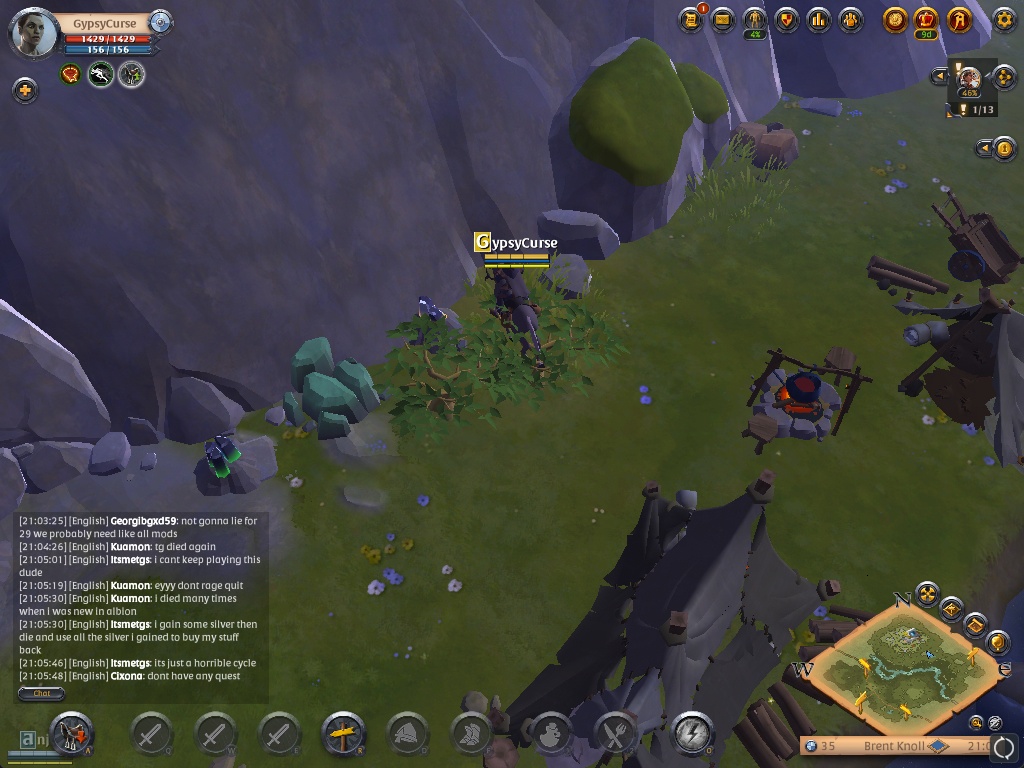 GypsyCurse
1429 / 1429
156 / 156
1
4%
9d
46%
1/13
1
GypsyCurse
[21:03:25] [English] Georgibgxd59: not gonna lie for
29 we probably need like all mods
[21:04:26] [English] Kuamon: tg died again
[21:05:01] [English] Itsmetgs: i cant keep playing this
dude
[21:05:19] [English] Kuamon: eyyy dont rage quit
[21:05:30] [English] Kuamon: i died many times
when i was new in albion
[21:05:30] [English] Itsmetgs: i gain some silver then
die and use all the silver i gained to buy my stuff
back
[21:05:46] [English] Itsmetgs: its just a horrible cycle
[21:05:48] [English] Cixona: dont have any quest
Chat
N
W
E
anj
A
Q
W
E
R
D
F
O
35
Brent Knoll